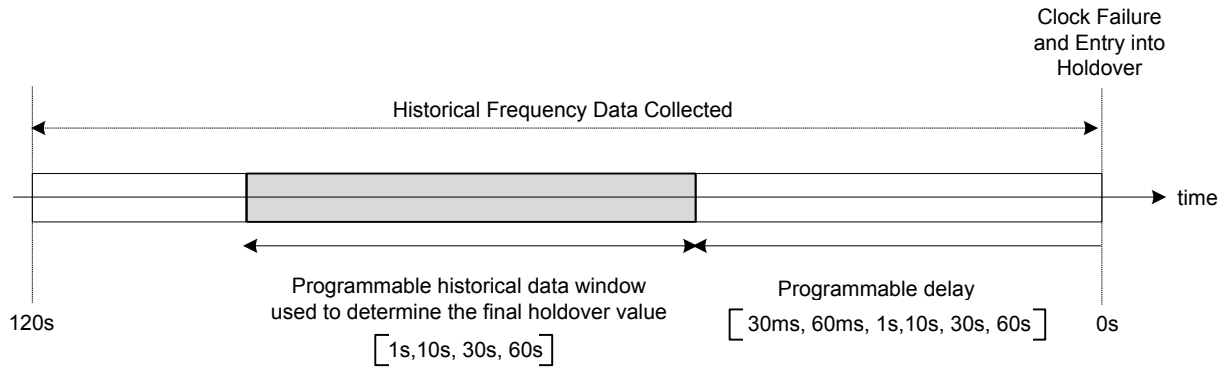 Clock Failure
and Entry into
Holdover
Historical Frequency Data Collected
time
Programmable historical data window
used to determine the final holdover value
[1s,10s, 30s, 60s]
Programmable delay
[30ms, 60ms, 1s,10s, 30s, 60s]
120s
0s